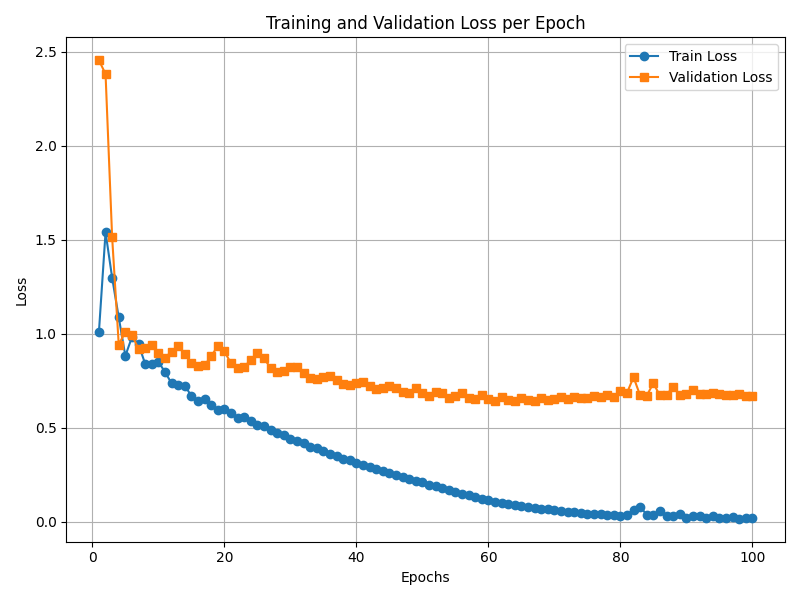 Training and Validation Loss per Epoch
Train Loss
Validation Loss
2.5
2.0
1.5
1.0
0.5
0.0
Loss
0 20 40 60 80 100
Epochs